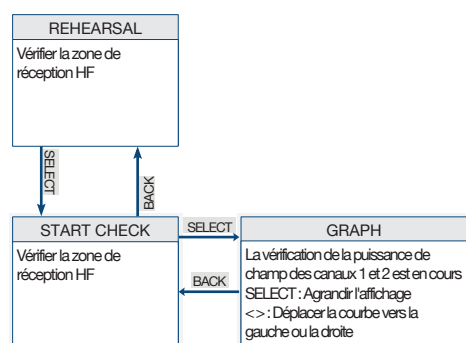 REHEARSAL
Vérifier la zone de
réception HF
SELECT
BACK
START CHECK
Vérifier la zone de
réception HF
SELECT
BACK
GRAPH
La vérification de la puissance de
champ des canaux 1 et 2 est en cours
SELECT : Agrandir l'affichage
<> : Déplacer la courbe vers la
gauche ou la droite